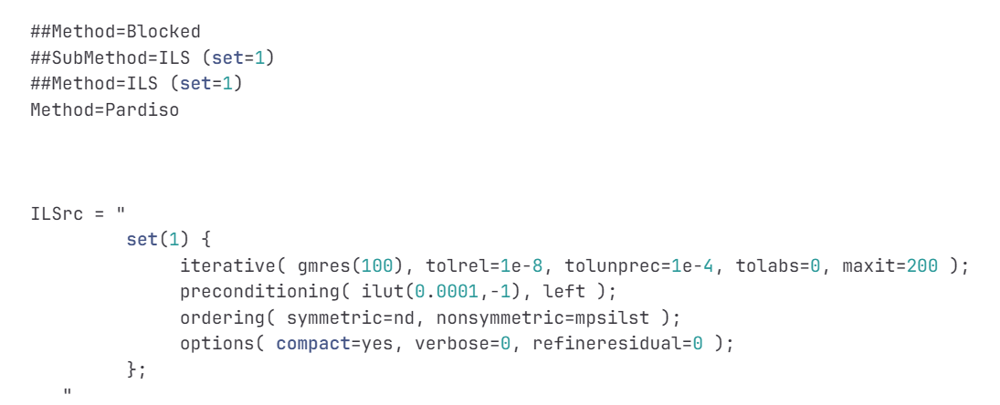 ##Method=Blocked
##SubMethod=ILS (set=1)
##Method=ILS (set=1)
Method=Pardiso
ILSrc = "
set(1) {
iterative( gmres(100), tolrel=1e-8, tolunprec=1e-4, tolabs=0, maxit=200 );
preconditioning( ilut(0.0001,-1), left );
ordering( symmetric=nd, nonsymmetric=mpsilst );
options( compact=yes, verbose=0, refineresidual=0 );
};
"